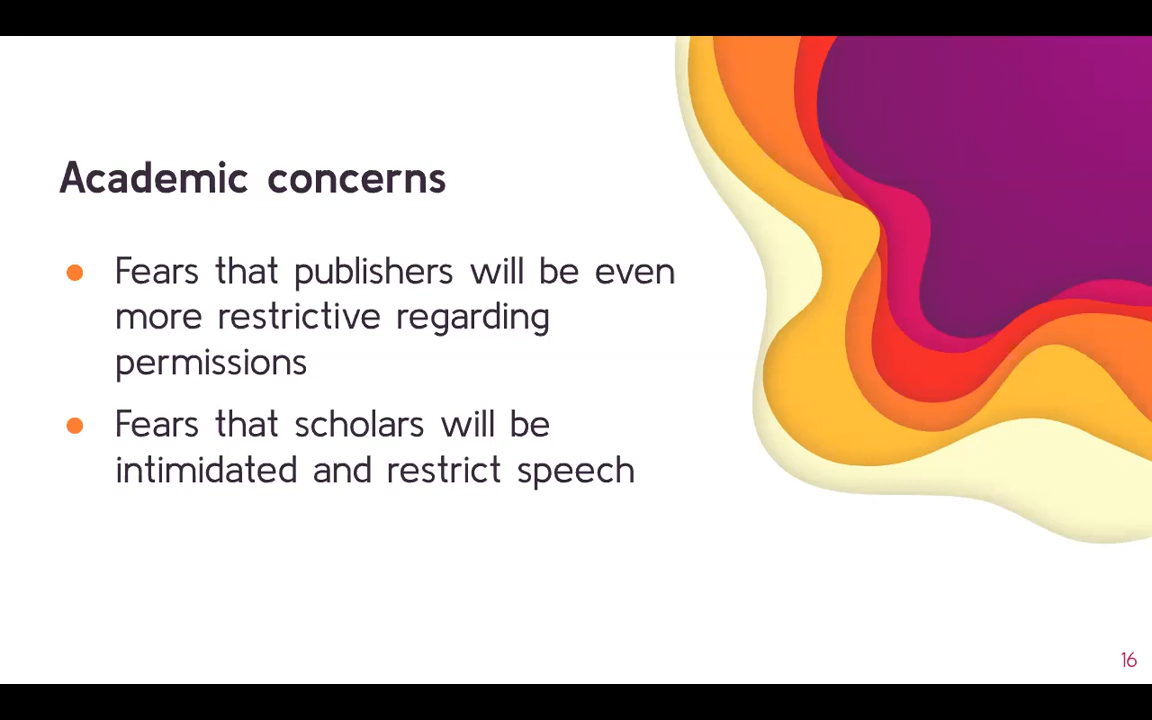 Academic concerns
● Fears that publishers will be even
more restrictive regarding
permissions
● Fears that scholars will be
intimidated and restrict speech
16